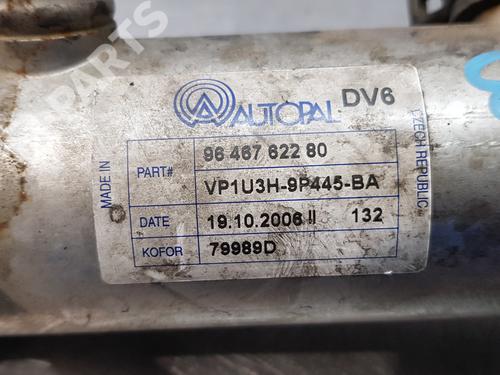 PARTS
AUTOPAL DV6
MADE IN
CZECH REPUBLIC
PART# 96 467 622 80
VP1U3H-9P445-BA
DATE 19.10.2006 II 132
KOFOR 79989D